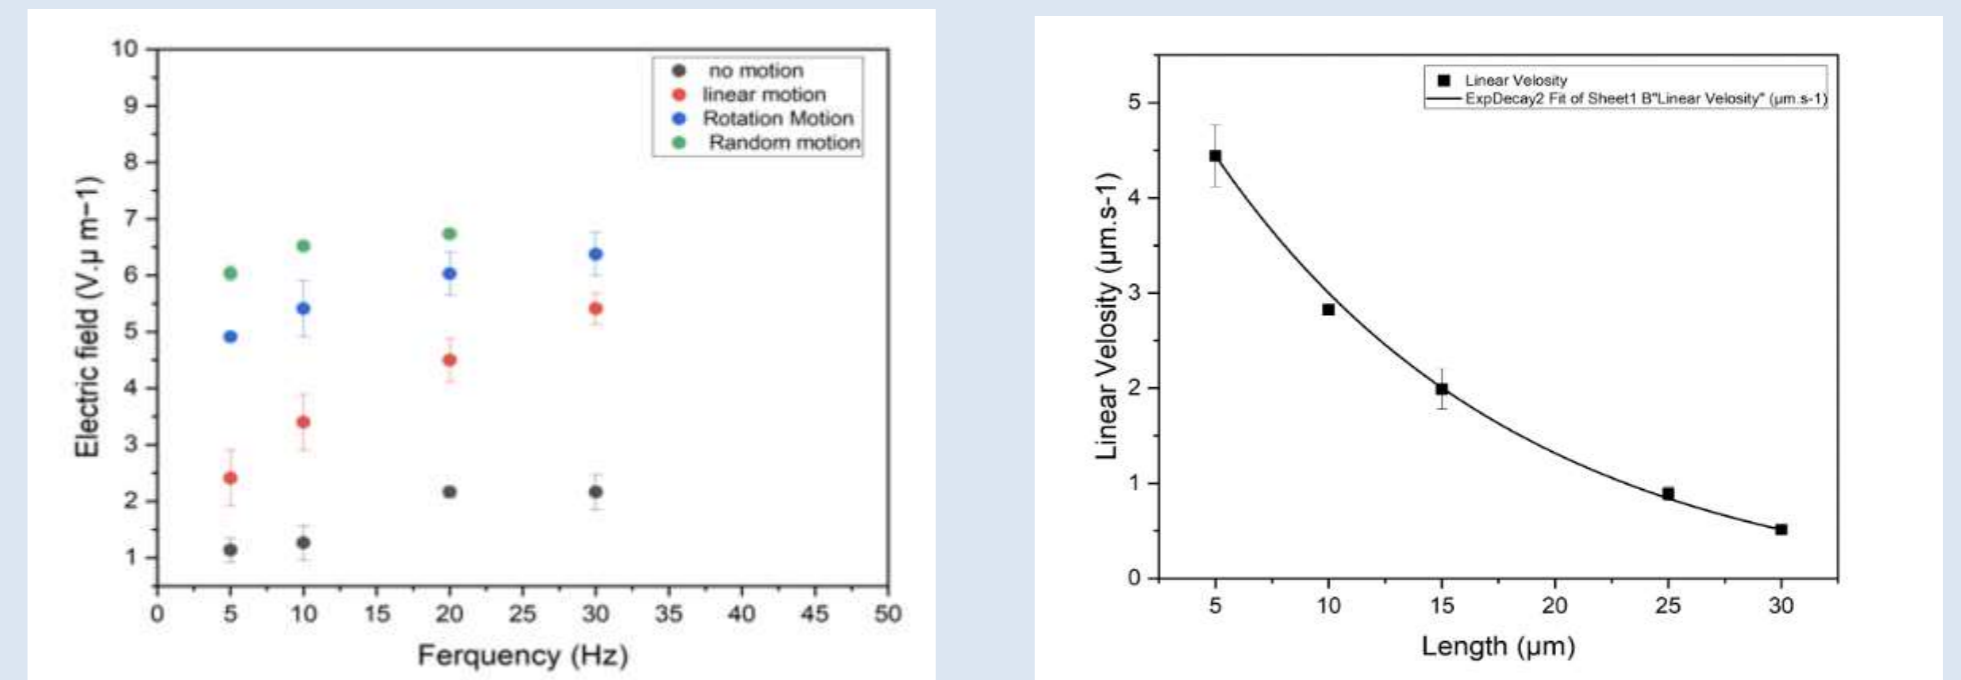 10
9
8
7
6
5
4
3
2
1
Electric field (V.μ m−1)
no motion
linear motion
Rotation Motion
Random motion
0 5 10 15 20 25 30 35 40 45 50
Ferquency (Hz)
5
4
3
2
1
0
Linear Velosity (μm.s-1)
Linear Velosity
ExpDecay2 Fit of Sheet1 B"Linear Velosity" (μm.s-1)
5 10 15 20 25 30
Length (μm)